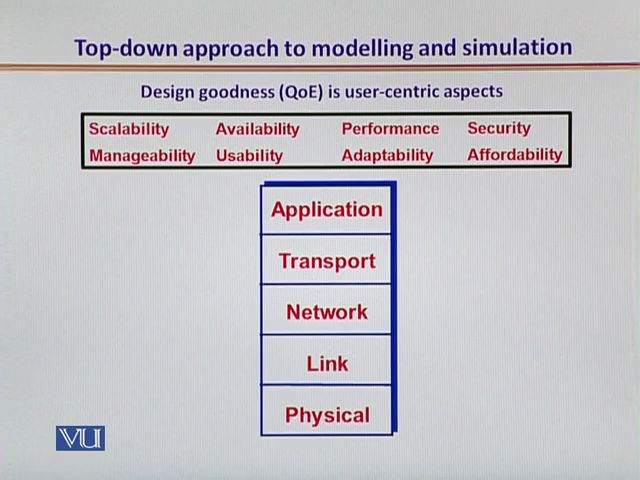 Top-down approach to modelling and simulation
Design goodness (QoE) is user-centric aspects
Scalability Availability Performance Security
Manageability Usability Adaptability Affordability
Application
Transport
Network
Link
Physical
VU